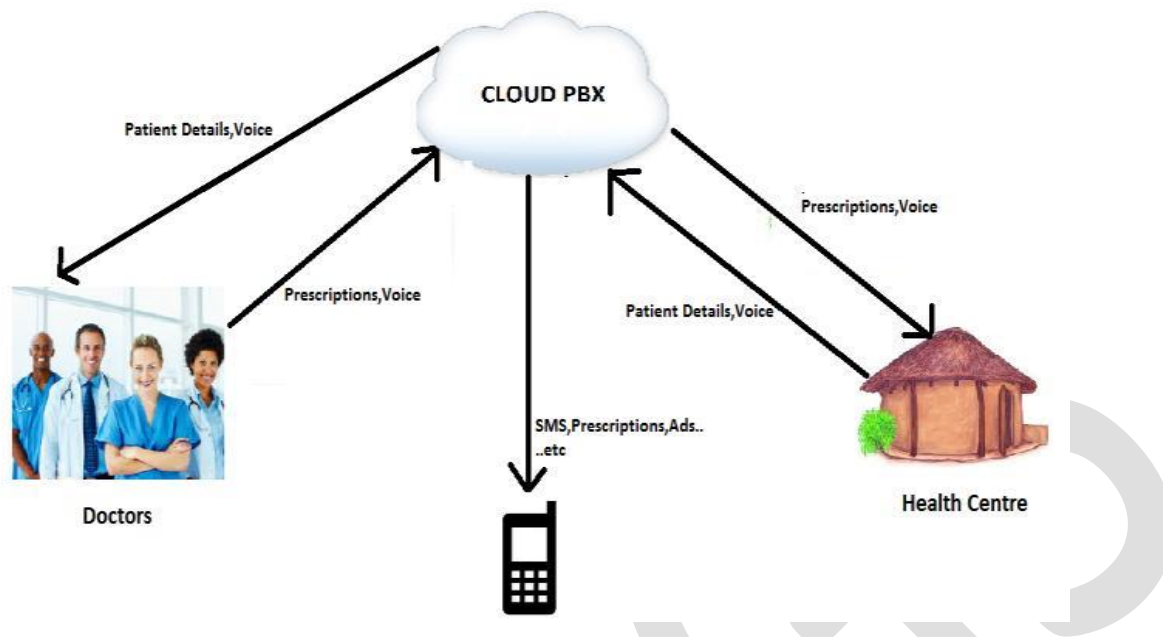 CLOUD PBX
Patient Details,Voice
Prescriptions,Voice
Prescriptions,Voice
Patient Details,Voice
SMS,Prescriptions,Ads..
..etc
Doctors
Health Centre